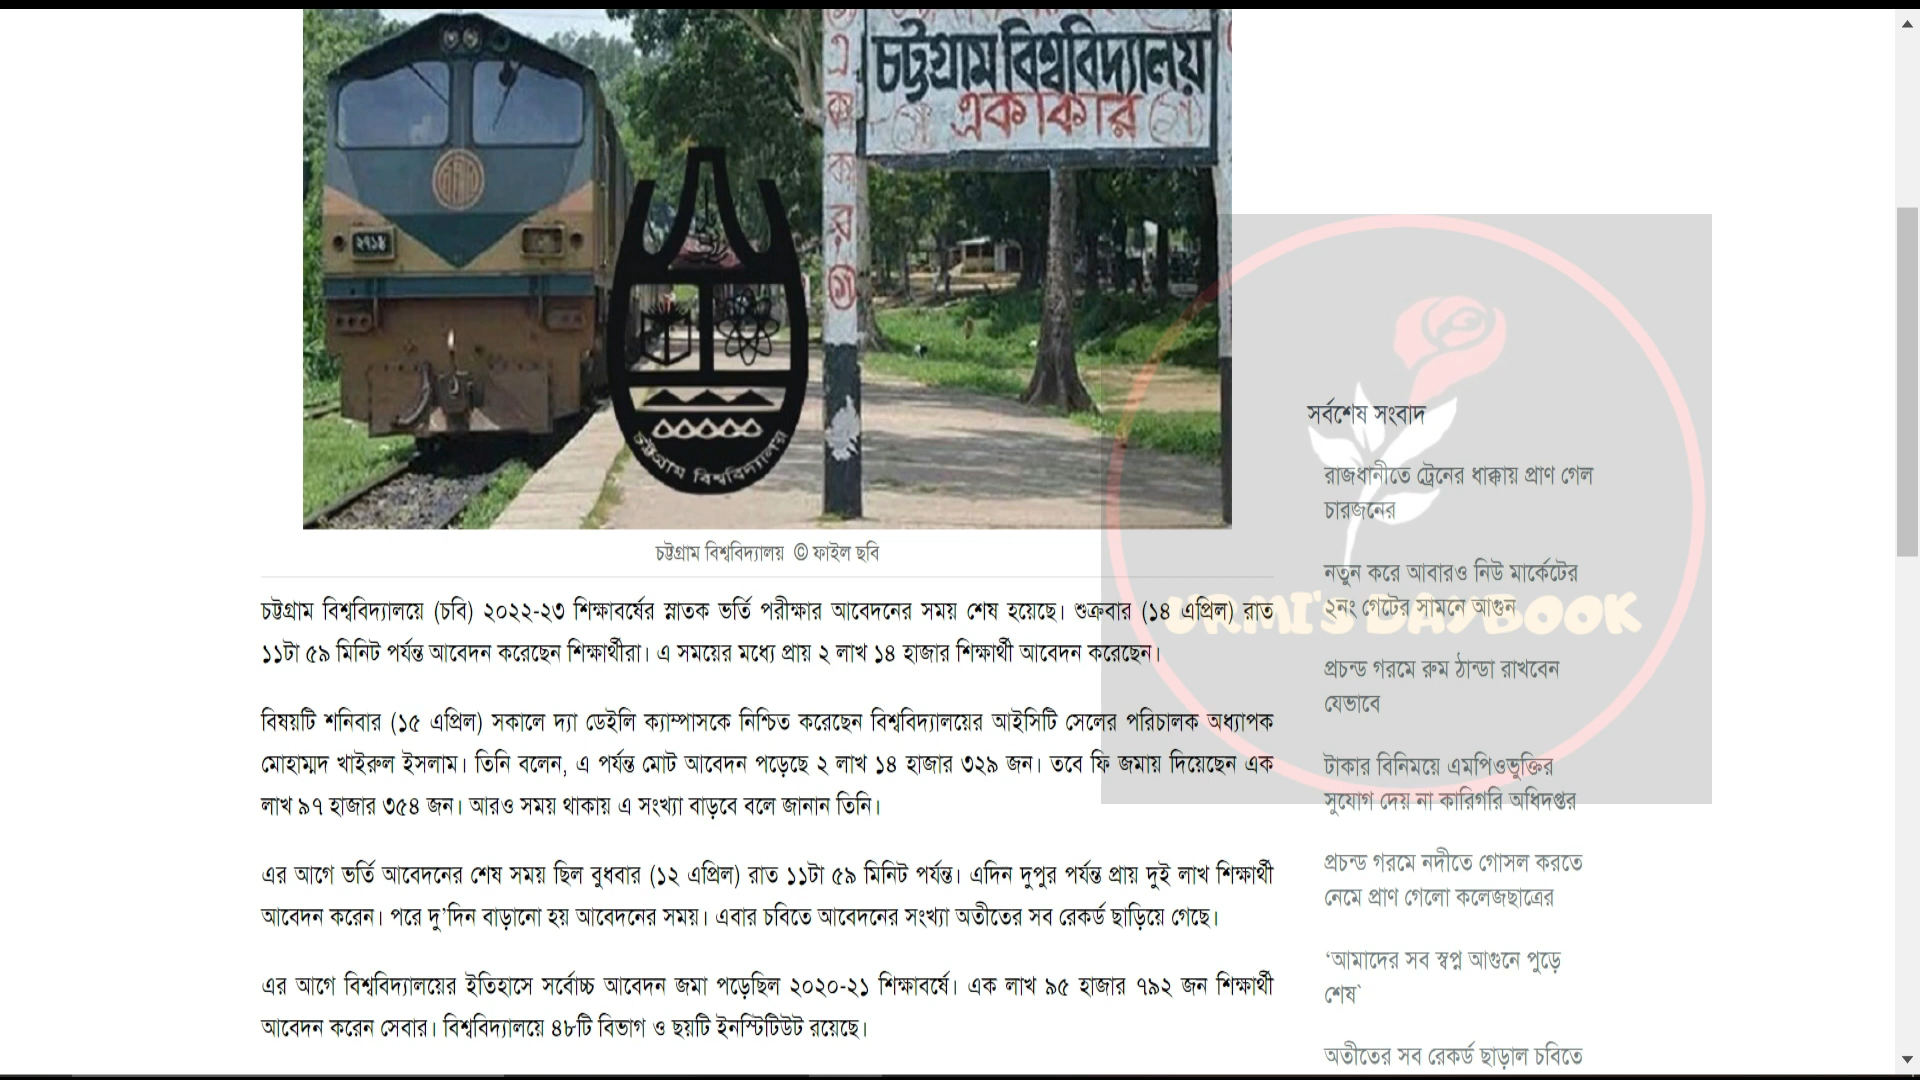 চট্টগ্রাম বিশ্ববিদ্যালয়
একাকার
এ
কা
কা
র
২৭১৪
চট্টগ্রাম বিশ্ববিদ্যালয়
চট্টগ্রাম বিশ্ববিদ্যালয় © ফাইল ছবি
চট্টগ্রাম বিশ্ববিদ্যালয়ে (চবি) ২০২২-২৩ শিক্ষাবর্ষের স্নাতক ভর্তি পরীক্ষার আবেদনের সময় শেষ হয়েছে। শুক্রবার (১৪ এপ্রিল) রাত
১১টা ৫৯ মিনিট পর্যন্ত আবেদন করেছেন শিক্ষার্থীরা। এ সময়ের মধ্যে প্রায় ২ লাখ ১৪ হাজার শিক্ষার্থী আবেদন করেছেন।
বিষয়টি শনিবার (১৫ এপ্রিল) সকালে দ্যা ডেইলি ক্যাম্পাসকে নিশ্চিত করেছেন বিশ্ববিদ্যালয়ের আইসিটি সেলের পরিচালক অধ্যাপক
মোহাম্মদ খাইরুল ইসলাম। তিনি বলেন, এ পর্যন্ত মোট আবেদন পড়েছে ২ লাখ ১৪ হাজার ৩২৯ জন। তবে ফি জমায় দিয়েছেন এক
লাখ ৯৭ হাজার ৩৫৪ জন। আরও সময় থাকায় এ সংখ্যা বাড়বে বলে জানান তিনি।
এর আগে ভর্তি আবেদনের শেষ সময় ছিল বুধবার (১২ এপ্রিল) রাত ১১টা ৫৯ মিনিট পর্যন্ত। এদিন দুপুর পর্যন্ত প্রায় দুই লাখ শিক্ষার্থী
আবেদন করেন। পরে দু’দিন বাড়ানো হয় আবেদনের সময়। এবার চবিতে আবেদনের সংখ্যা অতীতের সব রেকর্ড ছাড়িয়ে গেছে।
এর আগে বিশ্ববিদ্যালয়ের ইতিহাসে সর্বোচ্চ আবেদন জমা পড়েছিল ২০২০-২১ শিক্ষাবর্ষে। এক লাখ ৯৫ হাজার ৭৯২ জন শিক্ষার্থী
আবেদন করেন সেবার। বিশ্ববিদ্যালয়ে ৪৮টি বিভাগ ও ছয়টি ইনস্টিটিউট রয়েছে।
সর্বশেষ সংবাদ
রাজধানীতে ট্রেনের ধাক্কায় প্রাণ গেল
চারজনের
নতুন করে আবারও নিউ মার্কেটের
২নং গেটের সামনে আগুন
URMI'S DAYBOOK
প্রচন্ড গরমে রুম ঠান্ডা রাখবেন
যেভাবে
টাকার বিনিময়ে এমপিওভুক্তির
সুযোগ দেয় না কারিগরি অধিদপ্তর
প্রচন্ড গরমে নদীতে গোসল করতে
নেমে প্রাণ গেলো কলেজছাত্রের
‘আমাদের সব স্বপ্ন আগুনে পুড়ে
শেষ`
অতীতের সব রেকর্ড ছাড়াল চবিতে